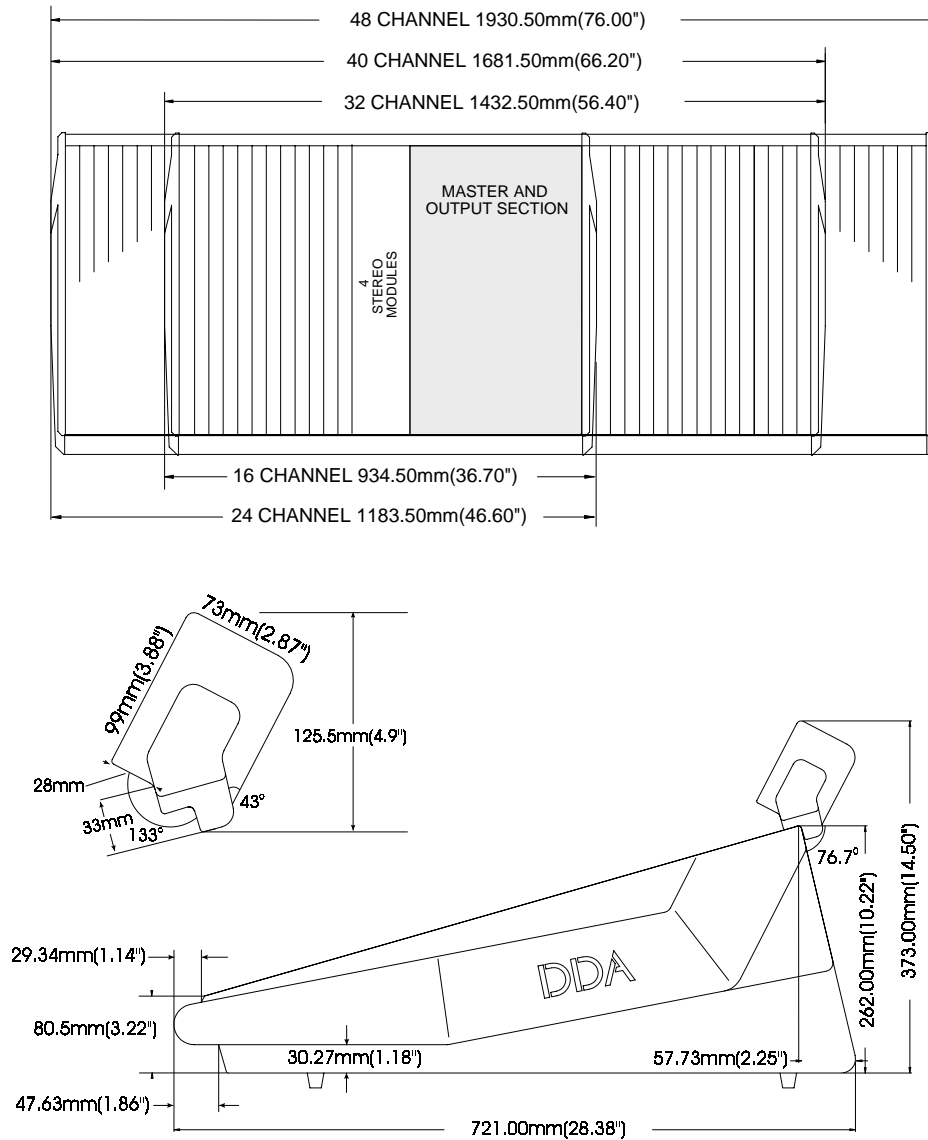 48 CHANNEL 1930.50mm(76.00")
40 CHANNEL 1681.50mm(66.20")
32 CHANNEL 1432.50mm(56.40")
MASTER AND
OUTPUT SECTION
4
STEREO
MODULES
16 CHANNEL 934.50mm(36.70")
24 CHANNEL 1183.50mm(46.60")
73mm(2.87")
99mm(3.88")
125.5mm(4.9")
28mm
33mm
133°
43°
76.7°
262.00mm(10.22")
373.00mm(14.50")
29.34mm(1.14")
DDA
80.5mm(3.22")
30.27mm(1.18")
57.73mm(2.25")
47.63mm(1.86")
721.00mm(28.38")